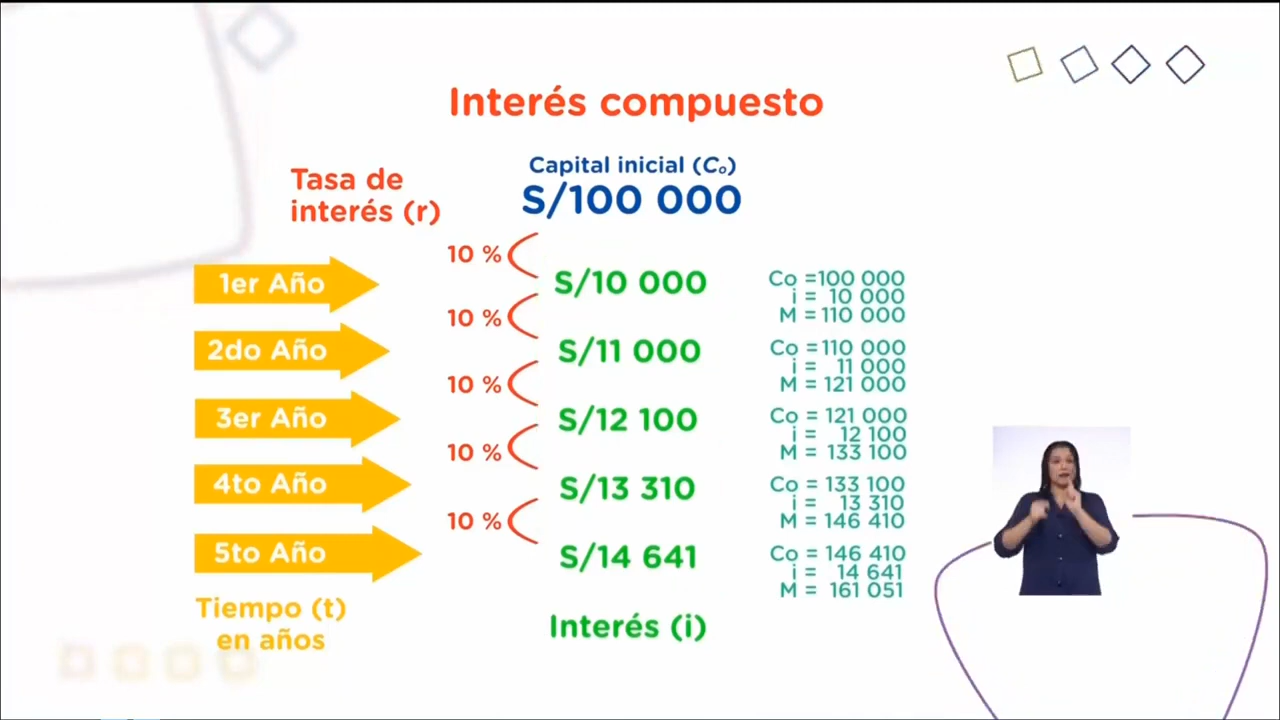 Interés compuesto
Tasa de
interés (r)
Capital inicial (Co)
S/100 000
10 %
1er Año
S/10 000
Co =100 000
i = 10 000
M = 110 000
10 %
2do Año
S/11 000
Co =110 000
i = 11 000
M = 121 000
10 %
3er Año
S/12 100
Co = 121 000
i = 12 100
M = 133 100
10 %
4to Año
S/13 310
Co = 133 100
i = 13 310
M = 146 410
10 %
5to Año
S/14 641
Co = 146 410
i = 14 641
M = 161 051
Tiempo (t)
en años
Interés (i)